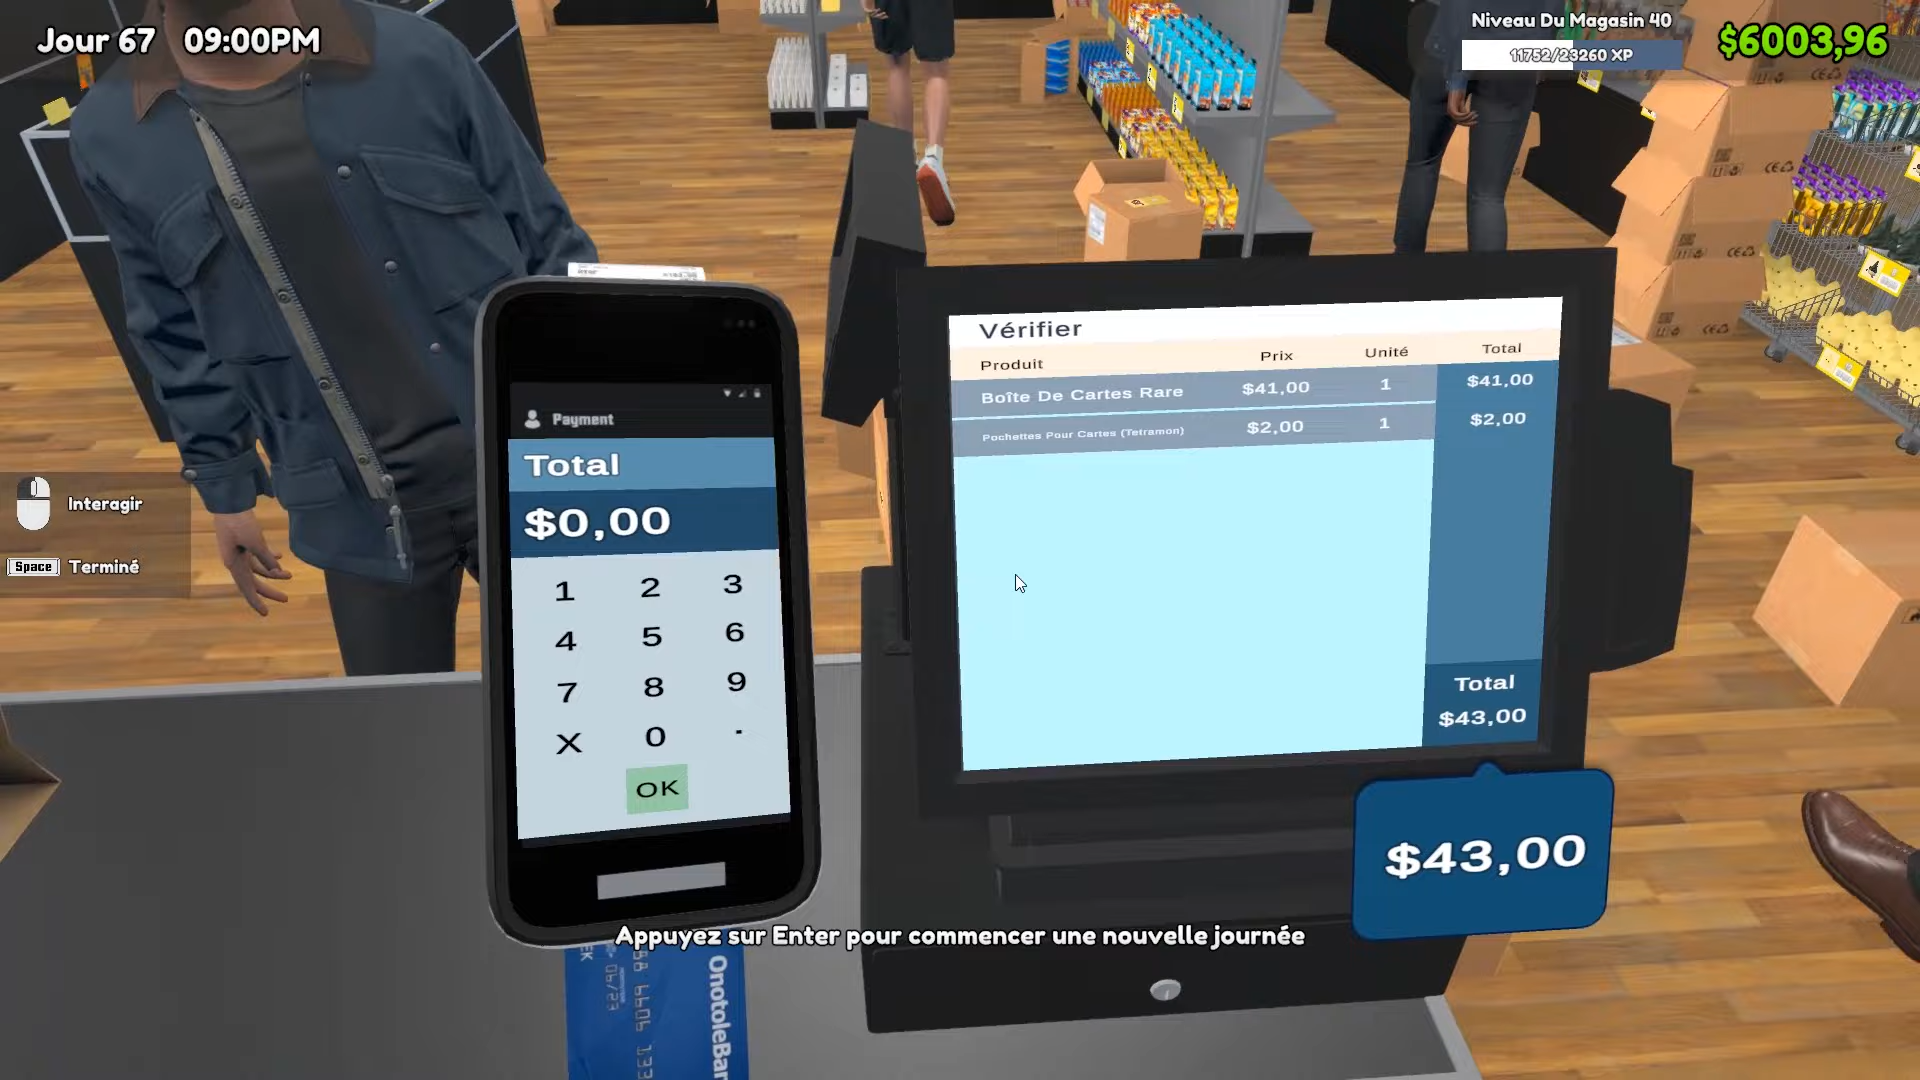 Jour 67 09:00PM
Niveau Du Magasin 40
11752/23260 XP
$6003,96
Interagir
Space Terminé
Payment
Total
$0,00
1 2 3
4 5 6
7 8 9
X 0 .
OK
Vérifier
Produit Prix Unité Total
Boîte De Cartes Rare $41,00 1 $41,00
Pochettes Pour Cartes (Tetramon) $2,00 1 $2,00
Total
$43,00
$43,00
Appuyez sur Enter pour commencer une nouvelle journée
OnotoleBan
06/23